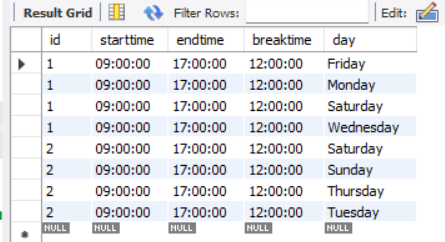 Result Grid Filter Rows: Edit:
id starttime endtime breaktime day
1 09:00:00 17:00:00 12:00:00 Friday
1 09:00:00 17:00:00 12:00:00 Monday
1 09:00:00 17:00:00 12:00:00 Saturday
1 09:00:00 17:00:00 12:00:00 Wednesday
2 09:00:00 17:00:00 12:00:00 Saturday
2 09:00:00 17:00:00 12:00:00 Sunday
2 09:00:00 17:00:00 12:00:00 Thursday
2 09:00:00 17:00:00 12:00:00 Tuesday
NULL NULL NULL NULL NULL